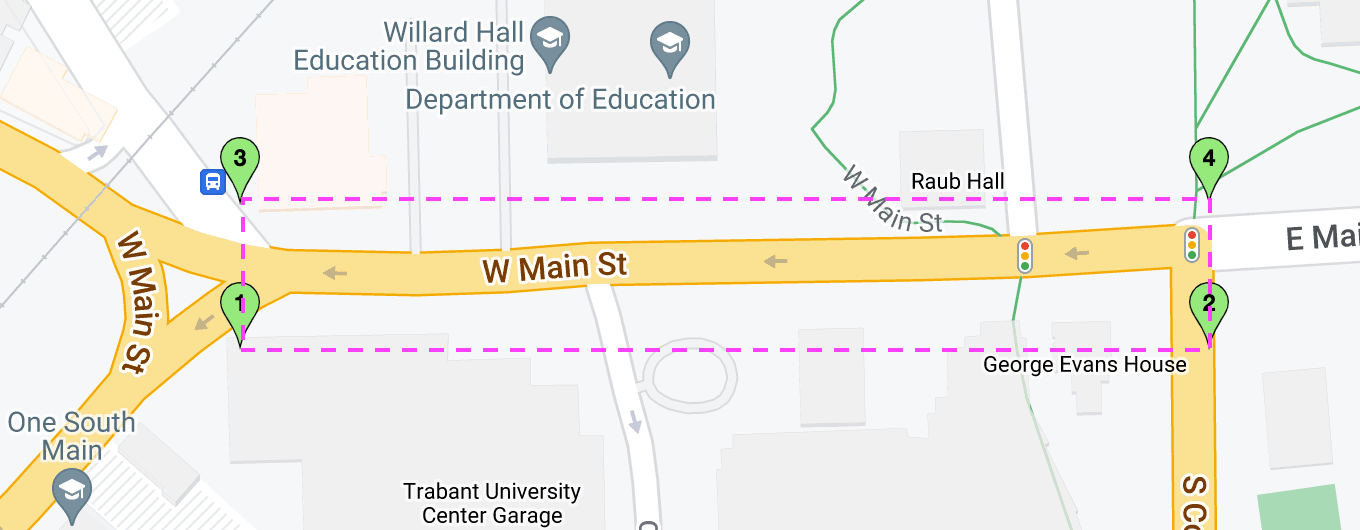 Willard Hall
Education Building
Department of Education
3
4
Raub Hall
W Main St
E Mai
W Main St
W Main St
1
2
George Evans House
One South
Main
Trabant University
Center Garage
S Co